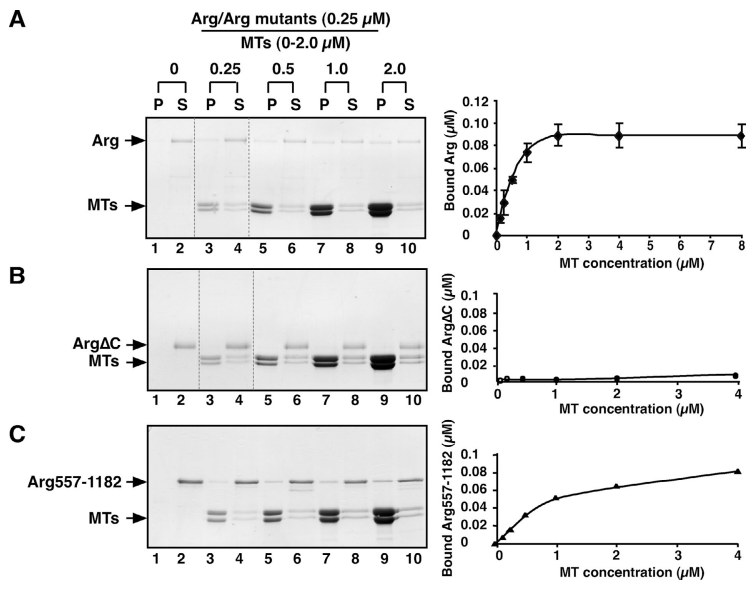 A
Arg/Arg mutants (0.25 µM)
MTs (0-2.0 µM)
0 0.25 0.5 1.0 2.0
P S P S P S P S P S
Arg
MTs
1 2 3 4 5 6 7 8 9 10
Bound Arg (µM)
0.12
0.10
0.08
0.06
0.04
0.02
0
0 1 2 3 4 5 6 7 8
MT concentration (µM)
B
ArgΔC
MTs
1 2 3 4 5 6 7 8 9 10
Bound ArgΔC (µM)
0.1
0.08
0.06
0.04
0.02
0
0 1 2 3 4
MT concentration (µM)
C
Arg557-1182
MTs
1 2 3 4 5 6 7 8 9 10
Bound Arg557-1182 (µM)
0.1
0.08
0.06
0.04
0.02
0
0 1 2 3 4
MT concentration (µM)